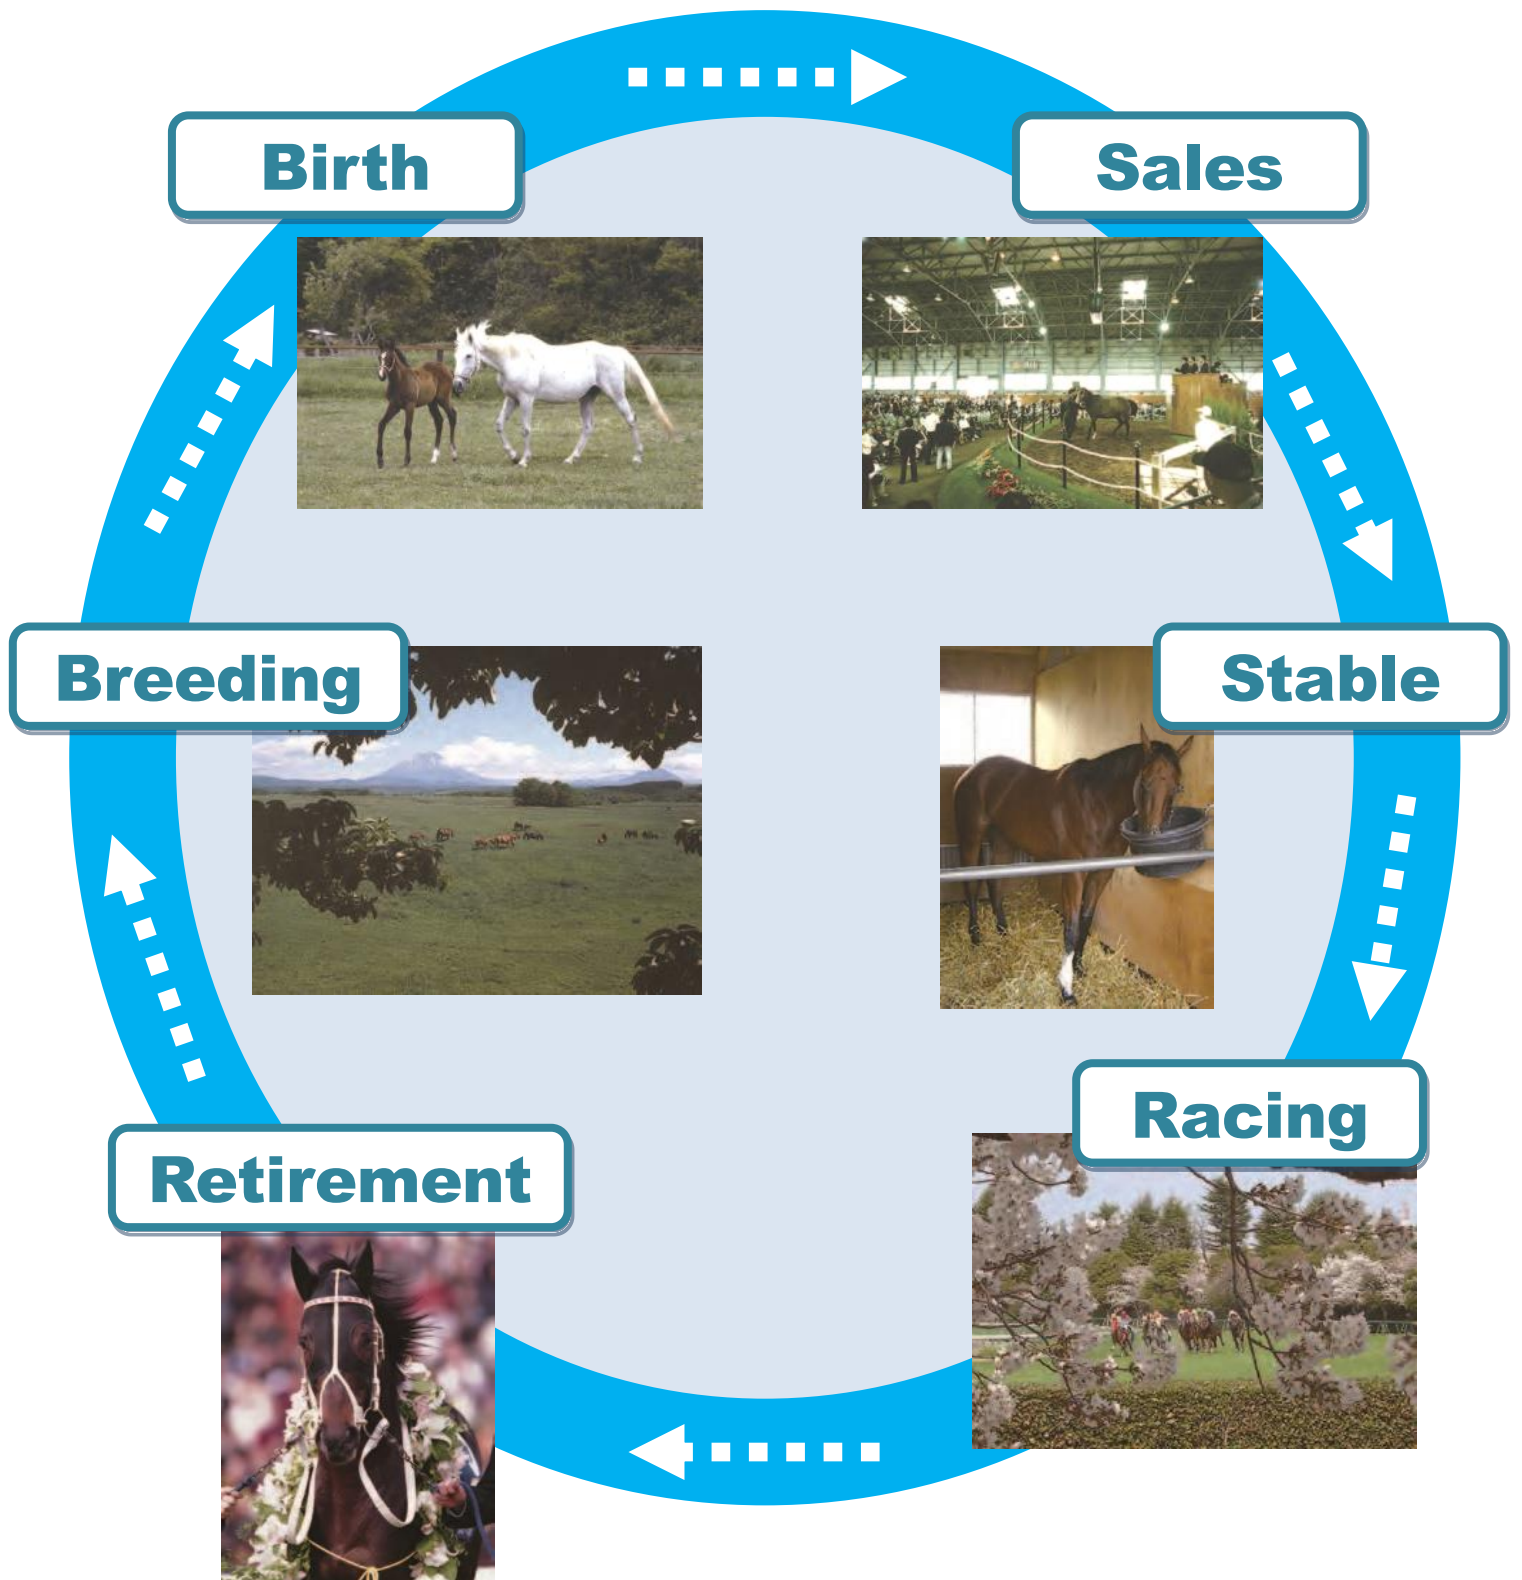 Birth
Sales
Breeding
Stable
Racing
Retirement